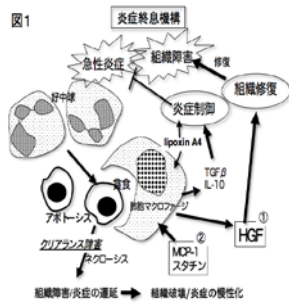 図1
炎症終息機構
急性炎症
組織障害
修復
好中球
炎症制御
組織修復
lipoxin A4
TGFβ
IL-10
貪食
肺胞マクロファージ
アポトーシス
①
HGF
②
MCP-1
スタチン
クリアランス障害
ネクローシス
組織障害/炎症の遷延 → 組織破壊/炎症の慢性化